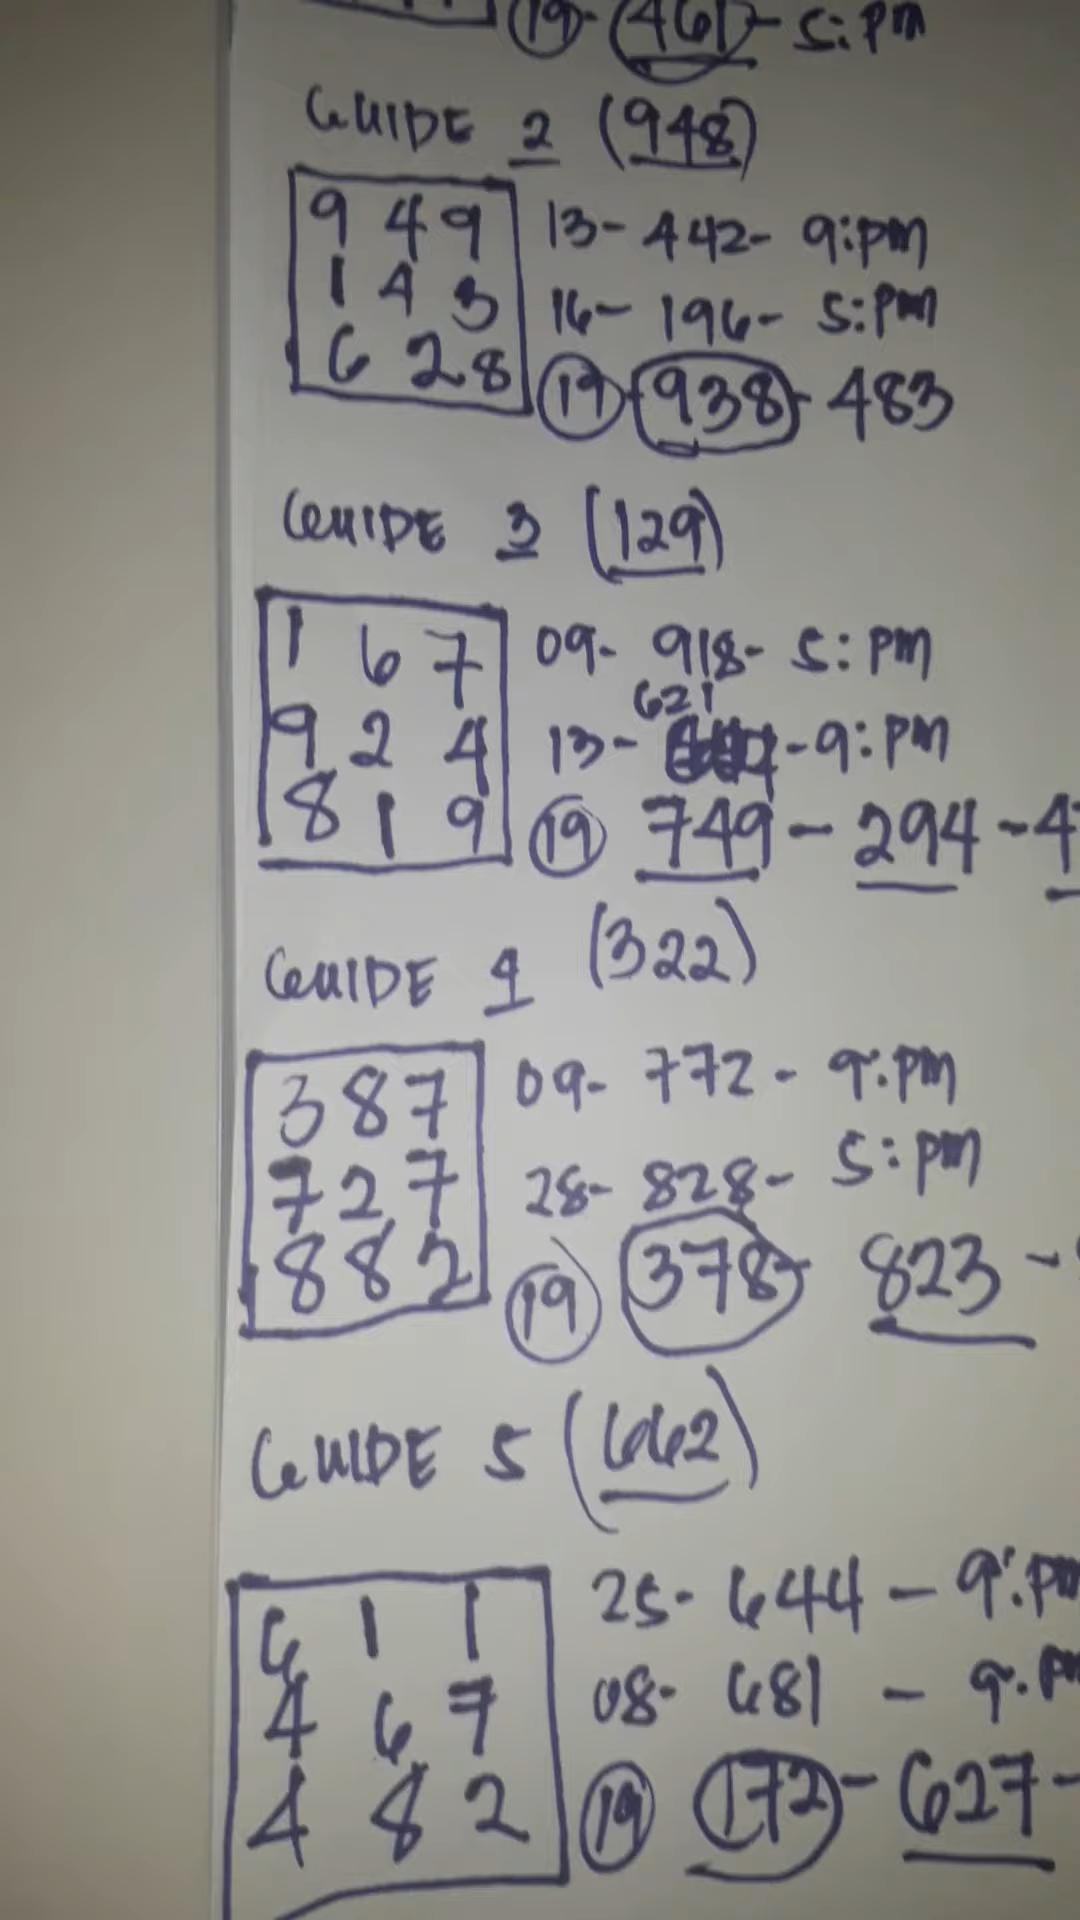 19- 461- 5:pm
GUIDE 2 (948)
9 4 9 13- 442- 9:pm
1 4 3 16- 196- 5:pm
6 2 8 19 938- 483
GUIDE 3 (129)
1 6 7 09- 918- 5:pm
621
9 2 4 13- -9:pm
8 1 9 19 749- 294 -4
GUIDE 4 (322)
3 8 7 09- 772- 9:pm
7 2 7 28- 828- 5:pm
8 8 2 19 378- 823 -
GUIDE 5 (662)
6 1 1 25- 644 - 9:pm
4 6 7 08- 681 - 9.pm
4 8 2 19 172- 627-